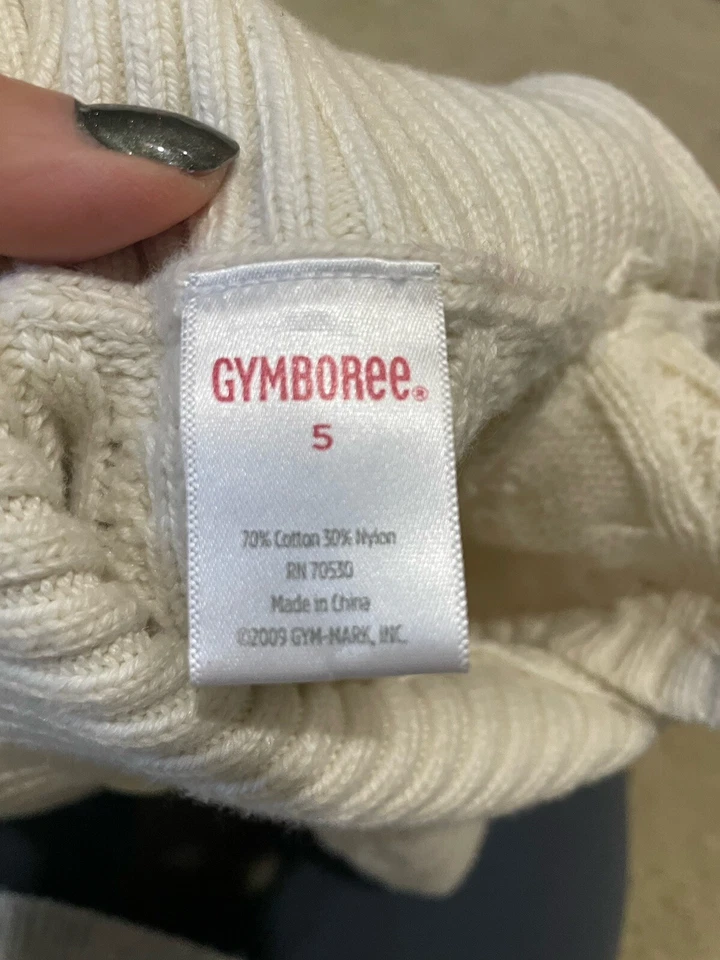 GYMBOREE®
5
70% Cotton 30% Nylon
RN 70530
Made in China
©2009 GYM-MARK, INC.